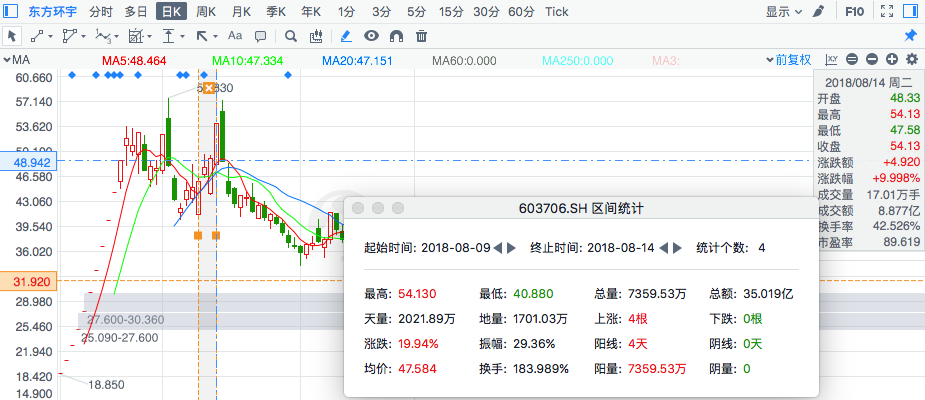 东方环宇 分时 多日 日K 周K 月K 季K 年K 1分 3分 5分 15分 30分 60分 Tick 显示 F10
Aa
MA MA5:48.464 MA10:47.334 MA20:47.151 MA60:0.000 MA250:0.000 MA3: 前复权
60.660
57.140
53.620
50.100
48.942
46.580
43.060
39.540
36.020
31.920
28.980
25.460
21.940
18.420
14.900
27.600-30.360
25.090-27.600
18.850
2018/08/14 周二
开盘 48.33
最高 54.13
最低 47.58
收盘 54.13
涨跌额 +4.920
涨跌幅 +9.998%
成交量 17.01万手
成交额 8.877亿
换手率 42.526%
市盈率 89.619
603706.SH 区间统计
起始时间: 2018-08-09 终止时间: 2018-08-14 统计个数: 4
最高: 54.130 最低: 40.880 总量: 7359.53万 总额: 35.019亿
天量: 2021.89万 地量: 1701.03万 上涨: 4根 下跌: 0根
涨跌: 19.94% 振幅: 29.36% 阳线: 4天 阴线: 0天
均价: 47.584 换手: 183.989% 阳量: 7359.53万 阴量: 0